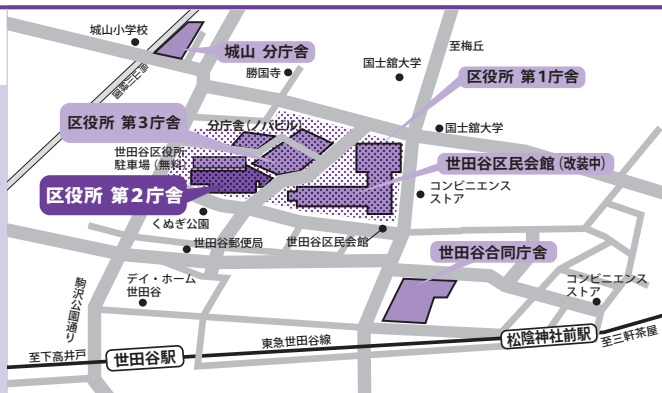 城山小学校
城山 分庁舎
勝国寺
国士舘大学
至梅丘
区役所 第1庁舎
国士舘大学
分庁舎(ノバビル)
区役所 第3庁舎
世田谷区役所
駐車場(無料)
世田谷区民会館(改装中)
区役所 第2庁舎
コンビニエンス
ストア
くぬぎ公園
世田谷郵便局
世田谷区民会館
世田谷合同庁舎
デイ・ホーム
世田谷
コンビニエンス
ストア
駒沢公園通り
東急世田谷線
松陰神社前駅
至三軒茶屋
至下高井戸
世田谷駅